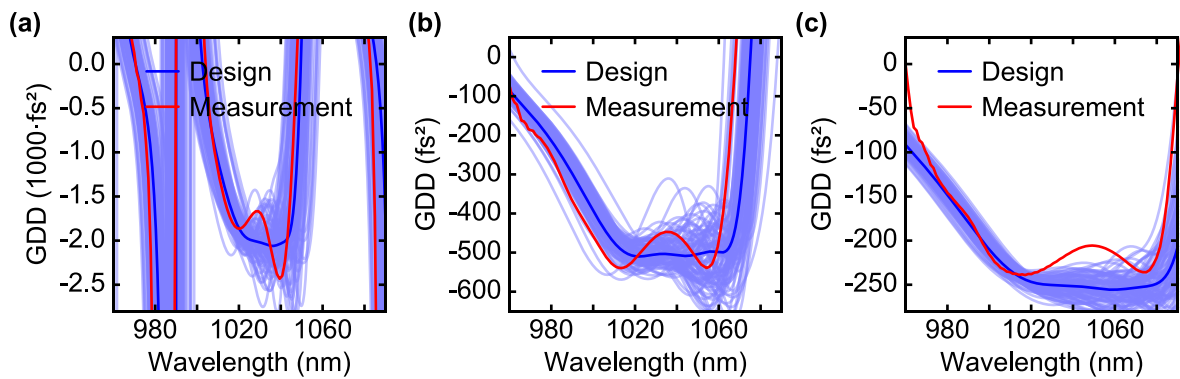 (a)
GDD (1000·fs²)
0.0
-0.5
-1.0
-1.5
-2.0
-2.5
Design
Measurement
980
1020
1060
Wavelength (nm)
(b)
GDD (fs²)
0
-100
-200
-300
-400
-500
-600
Design
Measurement
980
1020
1060
Wavelength (nm)
(c)
GDD (fs²)
0
-50
-100
-150
-200
-250
Design
Measurement
980
1020
1060
Wavelength (nm)